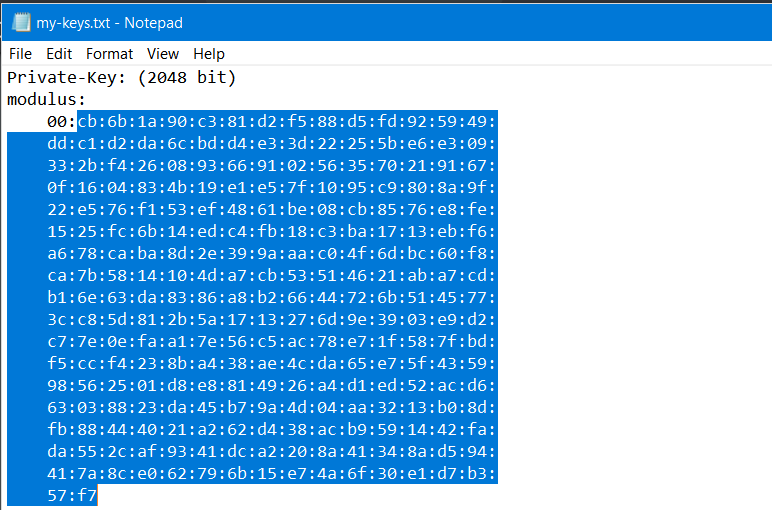 my-keys.txt - Notepad
File Edit Format View Help
Private-Key: (2048 bit)
modulus:
00:cb:6b:1a:90:c3:81:d2:f5:88:d5:fd:92:59:49:
dd:c1:d2:da:6c:bd:d4:e3:3d:22:25:5b:e6:e3:09:
33:2b:f4:26:08:93:66:91:02:56:35:70:21:91:67:
0f:16:04:83:4b:19:e1:e5:7f:10:95:c9:80:8a:9f:
22:e5:76:f1:53:ef:48:61:be:08:cb:85:76:e8:fe:
15:25:fc:6b:14:ed:c4:fb:18:c3:ba:17:13:eb:f6:
a6:78:ca:ba:8d:2e:39:9a:aa:c0:4f:6d:bc:60:f8:
ca:7b:58:14:10:4d:a7:cb:53:51:46:21:ab:a7:cd:
b1:6e:63:da:83:86:a8:b2:66:44:72:6b:51:45:77:
3c:c8:5d:81:2b:5a:17:13:27:6d:9e:39:03:e9:d2:
c7:7e:0e:fa:a1:7e:56:c5:ac:78:e7:1f:58:7f:bd:
f5:cc:f4:23:8b:a4:38:ae:4c:da:65:e7:5f:43:59:
98:56:25:01:d8:e8:81:49:26:a4:d1:ed:52:ac:d6:
63:03:88:23:da:45:b7:9a:4d:04:aa:32:13:b0:8d:
fb:88:44:40:21:a2:62:d4:38:ac:b9:59:14:42:fa:
da:55:2c:af:93:41:dc:a2:20:8a:41:34:8a:d5:94:
41:7a:8c:e0:62:79:6b:15:e7:4a:6f:30:e1:d7:b3:
57:f7